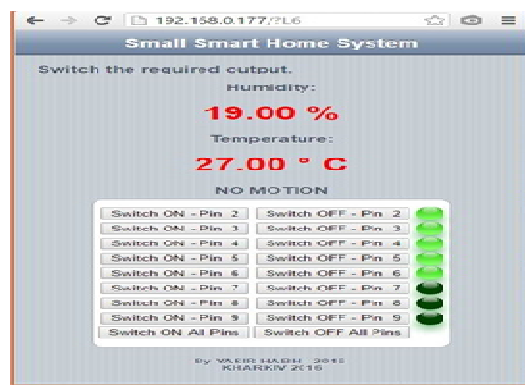 192.158.0.177/?L6
Small Smart Home System
Switch the required output.
Humidity:
19.00 %
Temperature:
27.00 ° C
NO MOTION
Switch ON - Pin 2 Switch OFF - Pin 2
Switch ON - Pin 3 Switch OFF - Pin 3
Switch ON - Pin 4 Switch OFF - Pin 4
Switch ON - Pin 5 Switch OFF - Pin 5
Switch ON - Pin 6 Switch OFF - Pin 6
Switch ON - Pin 7 Switch OFF - Pin 7
Switch ON - Pin 8 Switch OFF - Pin 8
Switch ON - Pin 9 Switch OFF - Pin 9
Switch ON All Pins Switch OFF All Pins
By
KHARKIV 2016